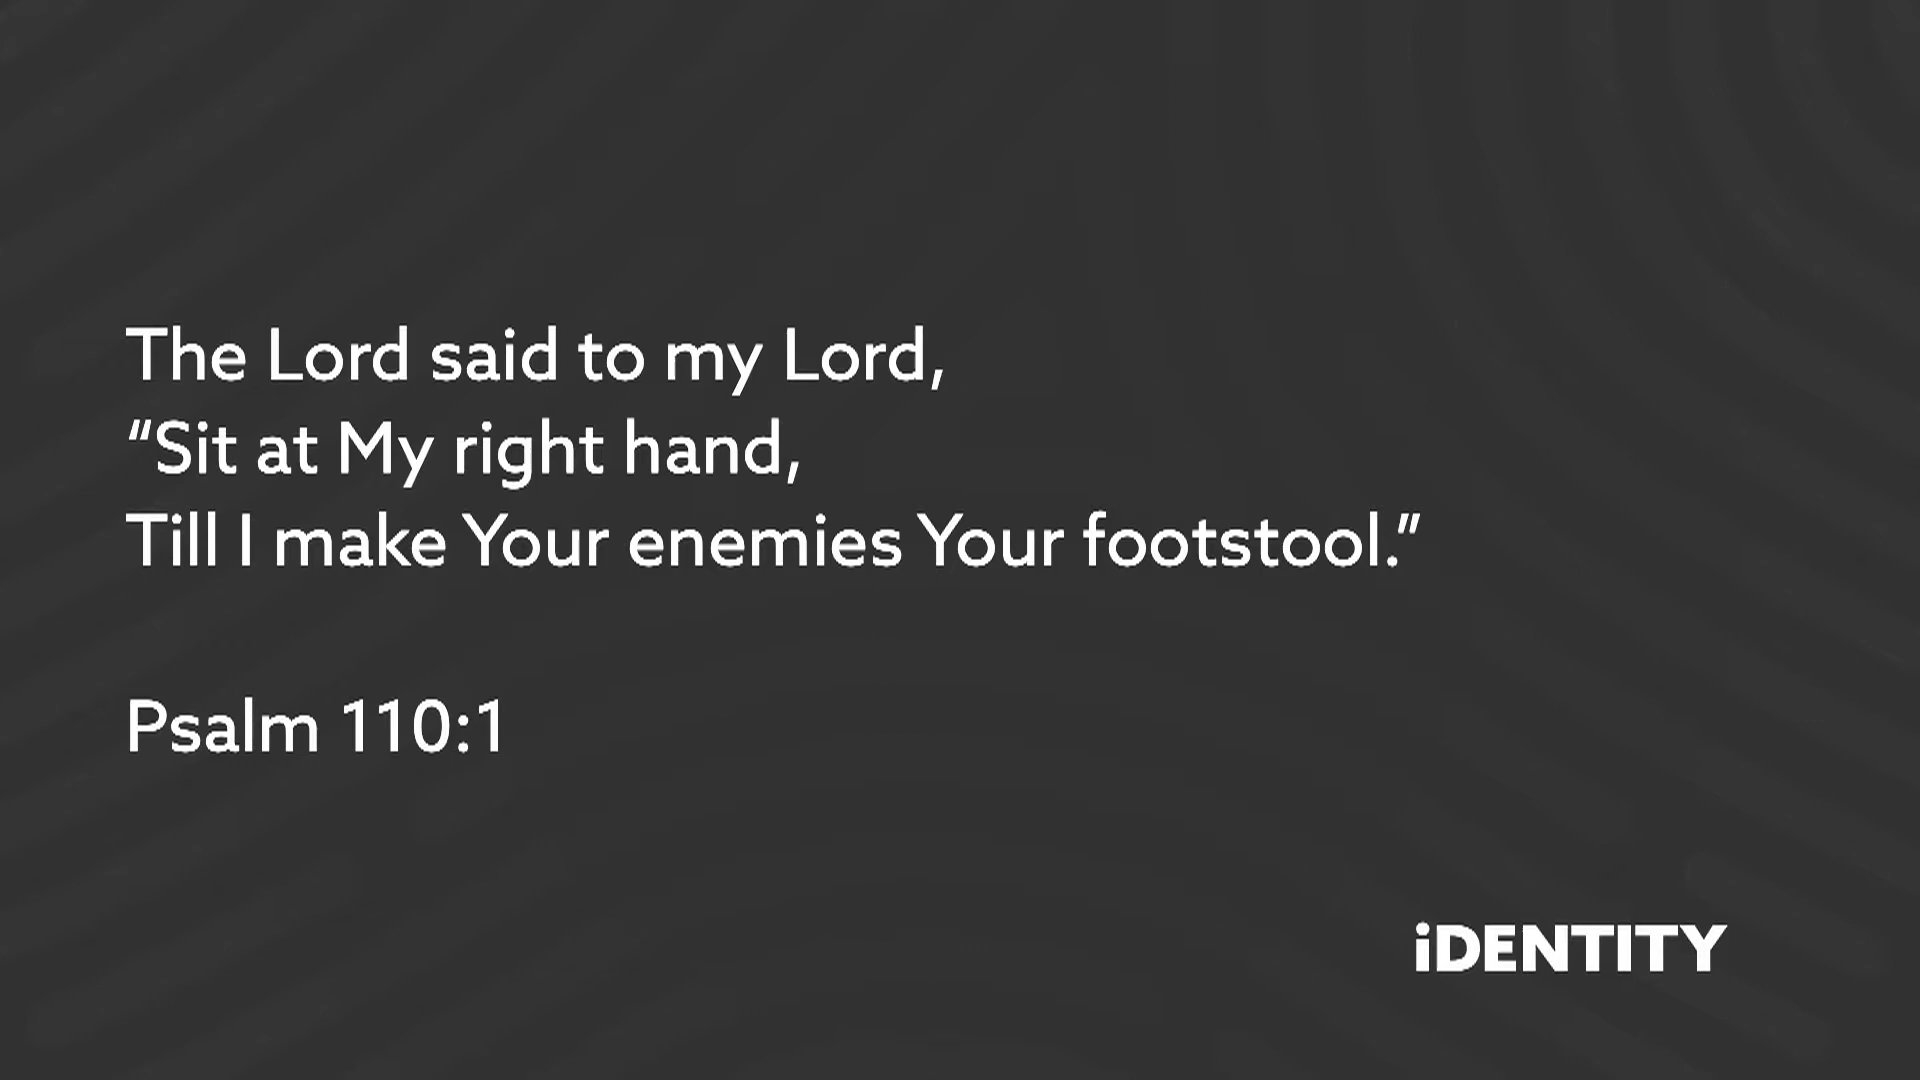 The Lord said to my Lord,
“Sit at My right hand,
Till I make Your enemies Your footstool.”
Psalm 110:1
iDENTITY